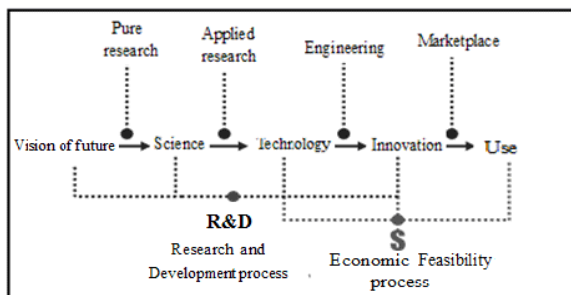 Pure research
Applied research
Engineering
Marketplace
Vision of future
Science
Technology
Innovation
Use
R&D
Research and
Development process
$
Economic Feasibility
process